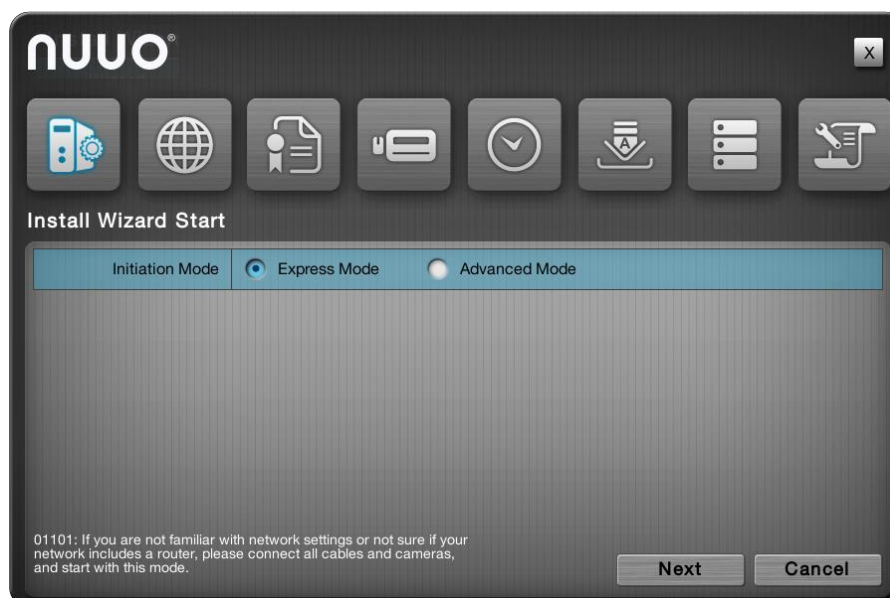 NUUO®
X
A
Install Wizard Start
Initiation Mode
Express Mode
Advanced Mode
01101: If you are not familiar with network settings or not sure if your
network includes a router, please connect all cables and cameras,
and start with this mode.
Next
Cancel